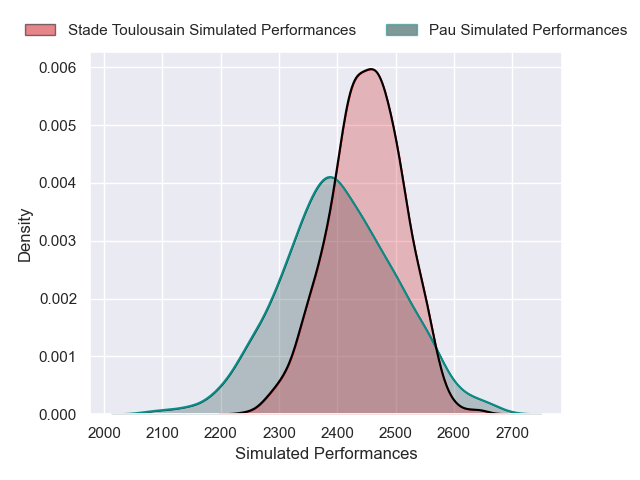 Stade Toulousain Simulated Performances Pau Simulated Performances
0.006
0.005
0.004
0.003
0.002
0.001
0.000
Density
2000 2100 2200 2300 2400 2500 2600 2700
Simulated Performances